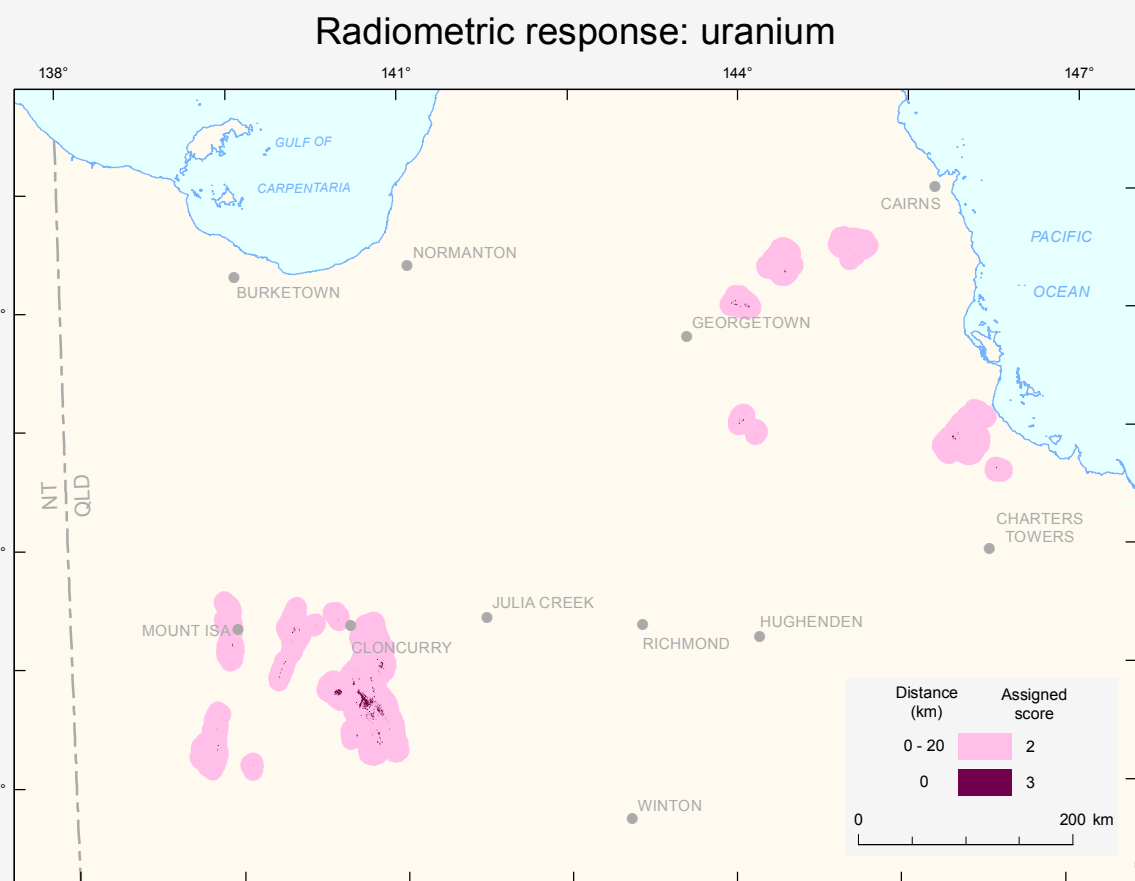 Radiometric response: uranium
138°
141°
144°
147°
GULF OF
CARPENTARIA
CAIRNS
PACIFIC
OCEAN
NORMANTON
BURKETOWN
°
GEORGETOWN
NT
QLD
CHARTERS
TOWERS
°
JULIA CREEK
MOUNT ISA
CLONCURRY
RICHMOND
HUGHENDEN
Distance
(km)
Assigned
score
0 - 20
2
0
3
°
WINTON
0
200 km